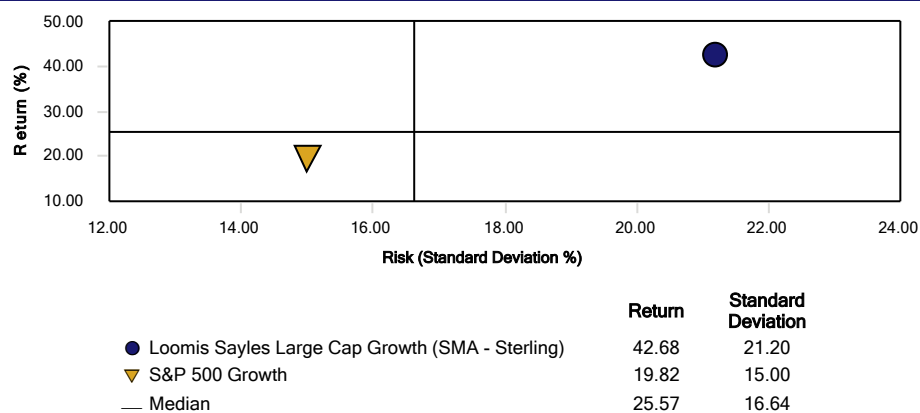 50.00
40.00
30.00
20.00
10.00
Return (%)
12.00 14.00 16.00 18.00 20.00 22.00 24.00
Risk (Standard Deviation %)
Return Standard Deviation
Loomis Sayles Large Cap Growth (SMA - Sterling) 42.68 21.20
S&P 500 Growth 19.82 15.00
Median 25.57 16.64